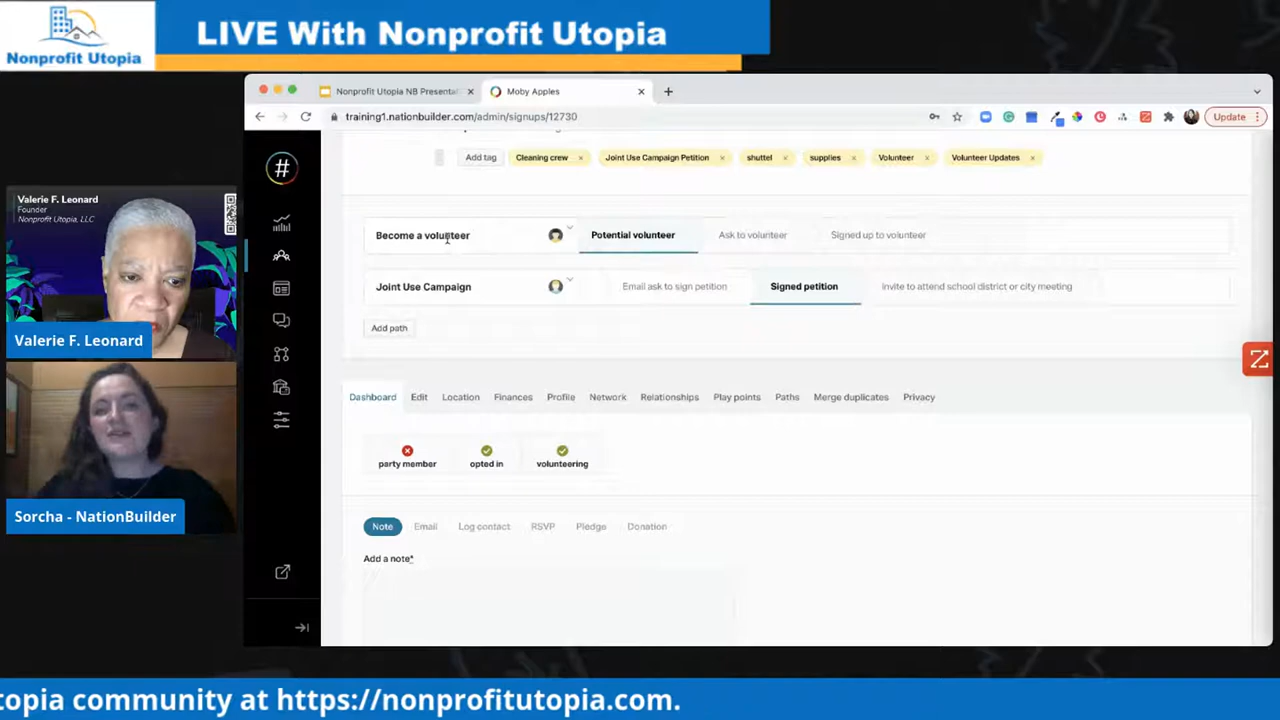 LIVE With Nonprofit Utopia
Nonprofit Utopia
Nonprofit Utopia NB Presentat
Moby Apples
training1.nationbuilder.com/admin/signups/12730
Update
Add tag
Cleaning crew
Joint Use Campaign Petition
shuttel
supplies
Volunteer
Volunteer Updates
Valerie F. Leonard
Founder
Nonprofit Utopia, LLC
Become a volunteer
Potential volunteer
Ask to volunteer
Signed up to volunteer
Joint Use Campaign
Email ask to sign petition
Signed petition
Invite to attend school district or city meeting
Add path
Valerie F. Leonard
Dashboard
Edit
Location
Finances
Profile
Network
Relationships
Play points
Paths
Merge duplicates
Privacy
party member
opted in
volunteering
Sorcha - NationBuilder
Note
Email
Log contact
RSVP
Pledge
Donation
Add a note*
topia community at https://nonprofitutopia.com.